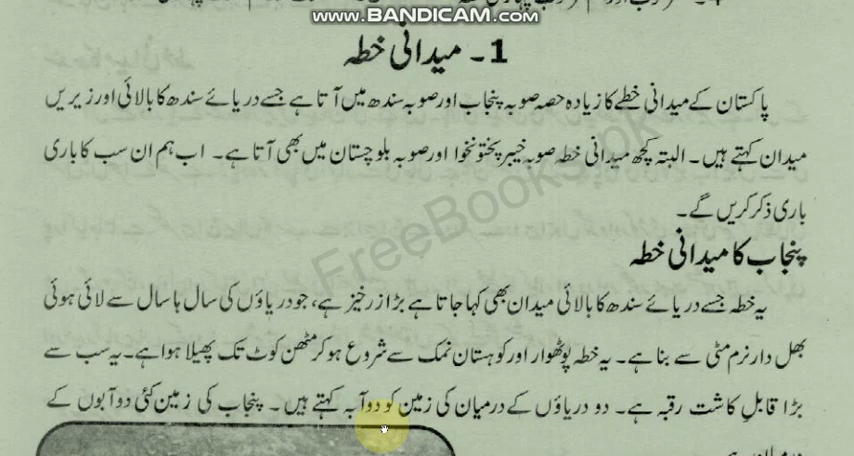 WWW.BANDICAM.COM
1۔ میدانی خطہ
پاکستان کے میدانی خطے کا زیادہ حصہ صوبہ پنجاب اور صوبہ سندھ میں آتا ہے جسے دریائے سندھ کا بالائی اور زیریں
میدان کہتے ہیں۔ البتہ کچھ میدانی خطہ صوبہ خیبر پختونخوا اور صوبہ بلوچستان میں بھی آتا ہے۔ اب ہم ان سب کا باری
باری ذکر کریں گے۔
پنجاب کا میدانی خطہ
یہ خطہ جسے دریائے سندھ کا بالائی میدان بھی کہا جاتا ہے بڑا زرخیز ہے، جو دریاؤں کی سال ہا سال سے لائی ہوئی
بھل دار نرم مٹی سے بنا ہے۔ یہ خطہ پوٹھوار اور کوہستان نمک سے شروع ہو کر مٹھن کوٹ تک پھیلا ہوا ہے۔ یہ سب سے
بڑا قابلِ کاشت رقبہ ہے۔ دو دریاؤں کے درمیان کی زمین کو دوآبہ کہتے ہیں۔ پنجاب کی زمین کئی دوآبوں کے
FreeBook